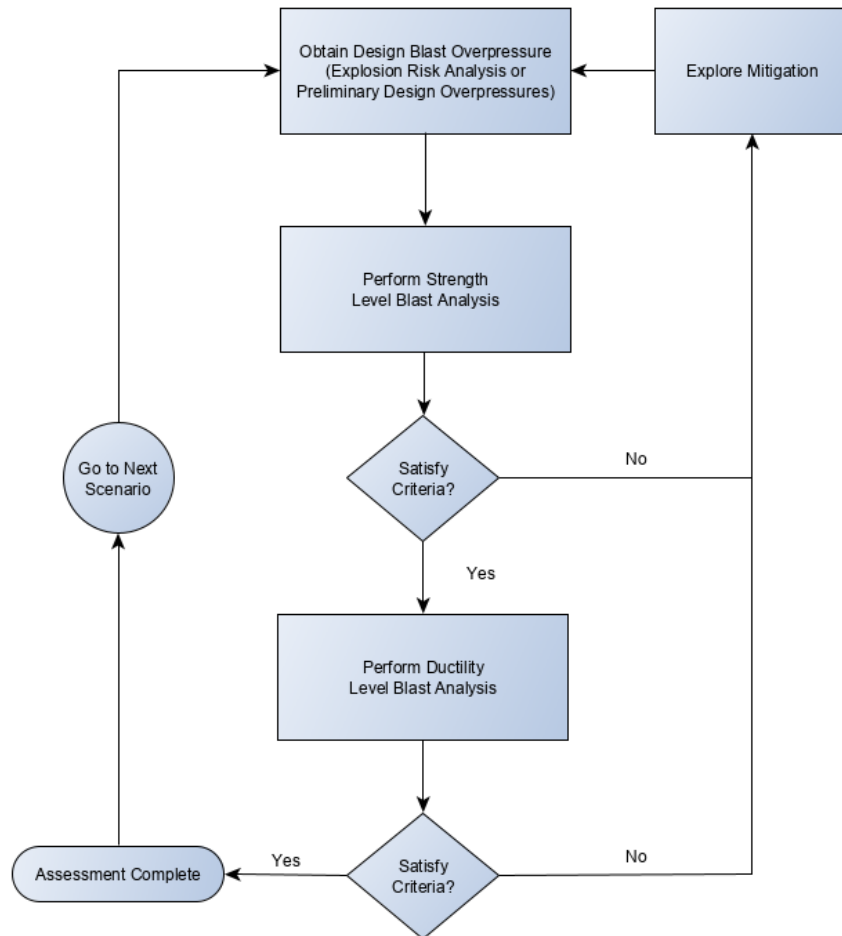 Obtain Design Blast Overpressure
(Explosion Risk Analysis or
Preliminary Design Overpressures)
Explore Mitigation
Perform Strength
Level Blast Analysis
Go to Next
Scenario
Satisfy
Criteria?
No
Yes
Perform Ductility
Level Blast Analysis
Assessment Complete
Yes
Satisfy
Criteria?
No